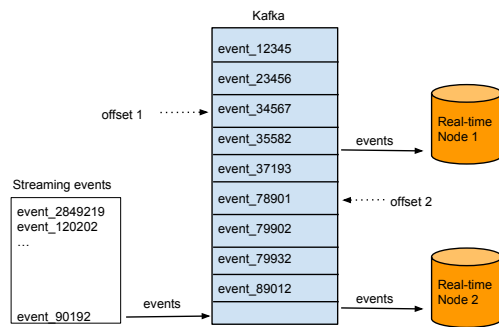 Kafka
event_12345
event_23456
offset 1
event_34567
event_35582
events
Real-time
Node 1
event_37193
Streaming events
event_2849219
event_120202
...
event_90192
events
event_78901
offset 2
event_79902
event_79932
event_89012
events
Real-time
Node 2